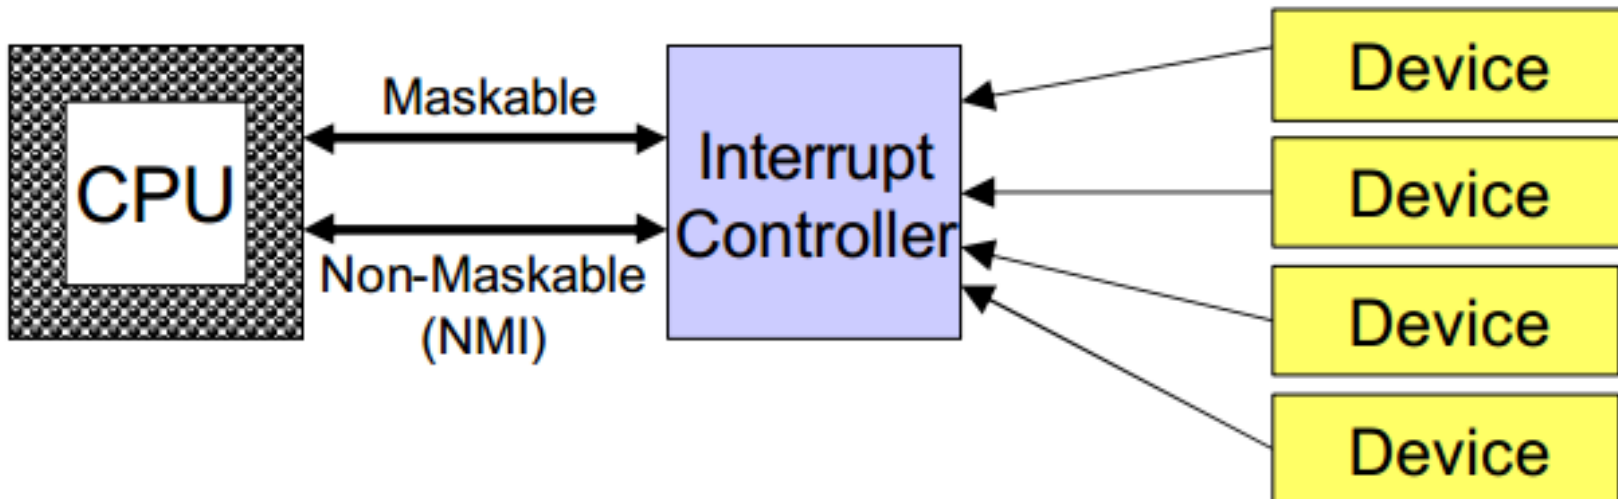 CPU
Maskable
Non-Maskable
(NMI)
Interrupt
Controller
Device
Device
Device
Device